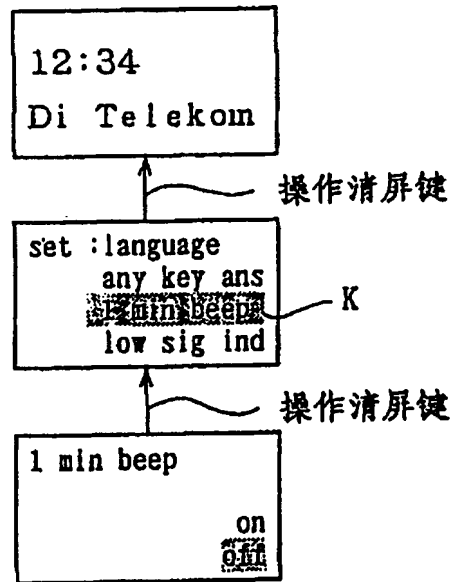 12:34
Di Telekom
操作清屏键
set :language
any key ans
1 min beep
K
low sig ind
操作清屏键
1 min beep
on
off